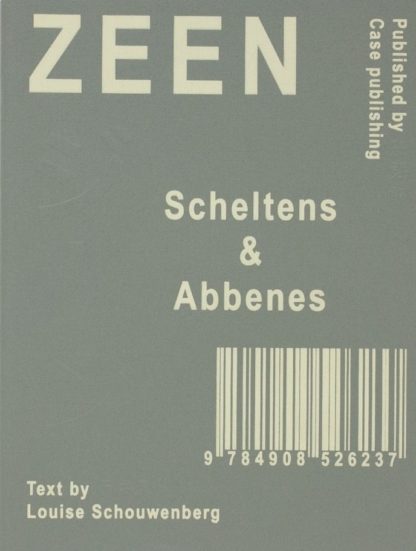 ZEEN
Published by
Case publishing
Scheltens
&
Abbenes
9 784908 526237
Text by
Louise Schouwenberg